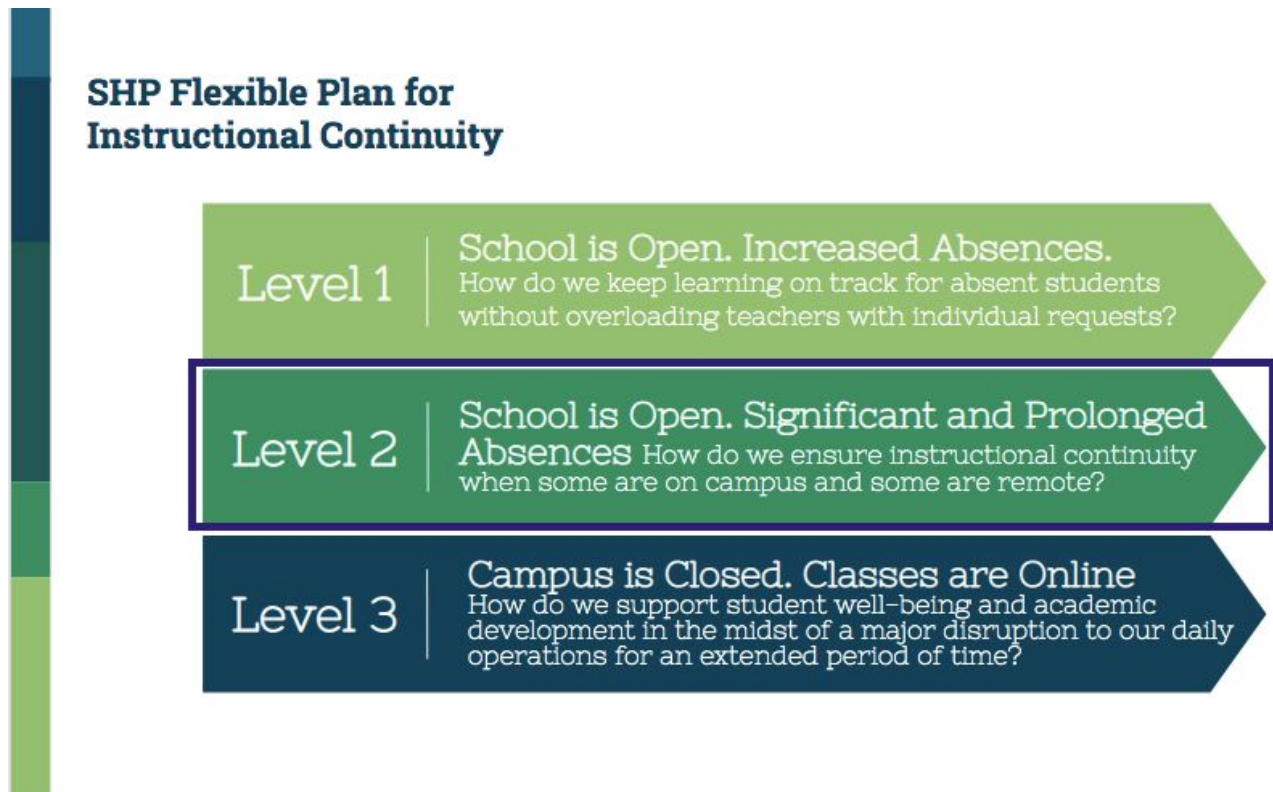 SHP Flexible Plan for
Instructional Continuity
Level 1
School is Open. Increased Absences.
How do we keep learning on track for absent students
without overloading teachers with individual requests?
Level 2
School is Open. Significant and Prolonged
Absences How do we ensure instructional continuity
when some are on campus and some are remote?
Level 3
Campus is Closed. Classes are Online
How do we support student well-being and academic
development in the midst of a major disruption to our daily
operations for an extended period of time?